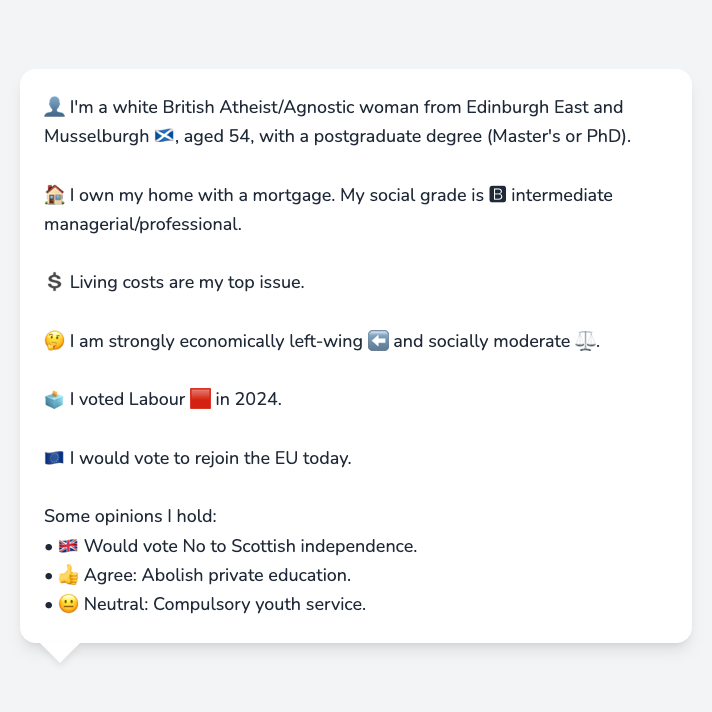 👤 I'm a white British Atheist/Agnostic woman from Edinburgh East and
Musselburgh 🏴󠁧󠁢󠁳󠁣󠁴󠁿, aged 54, with a postgraduate degree (Master's or PhD).
🏠 I own my home with a mortgage. My social grade is 🅱 intermediate
managerial/professional.
💲 Living costs are my top issue.
🤔 I am strongly economically left-wing ⬅️ and socially moderate ⚖️.
🗳️ I voted Labour 🟥 in 2024.
🇪🇺 I would vote to rejoin the EU today.
Some opinions I hold:
• 🇬🇧 Would vote No to Scottish independence.
• 👍 Agree: Abolish private education.
• 😐 Neutral: Compulsory youth service.